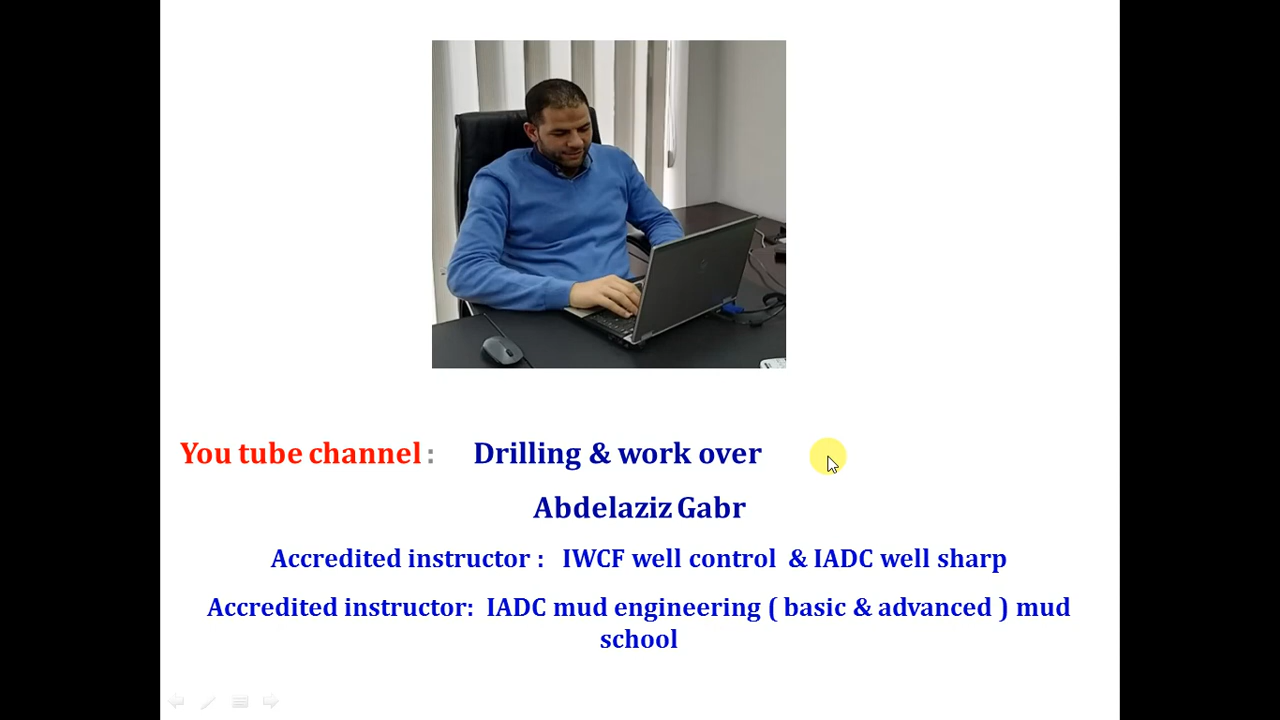 You tube channel : Drilling & work over
Abdelaziz Gabr
Accredited instructor : IWCF well control & IADC well sharp
Accredited instructor: IADC mud engineering ( basic & advanced ) mud
school